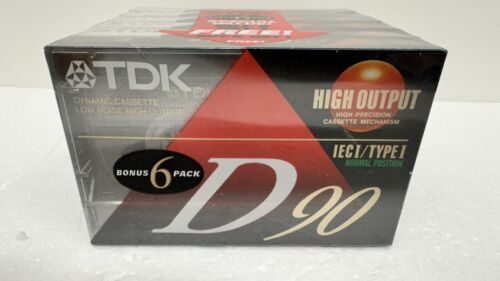 FREE!
FREE!
TDK
DYNAMIC CASSETTE
LOW NOISE HIGH OUTPUT
HIGH OUTPUT
HIGH-PRECISION
CASSETTE MECHANISM
IEC I/TYPE I
NORMAL POSITION
BONUS 6 PACK
D90